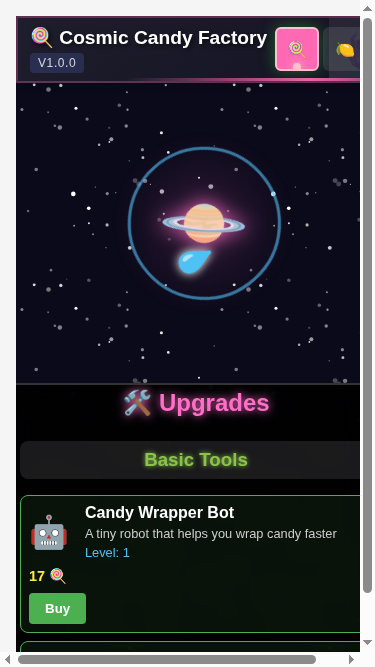 🍭 Cosmic Candy Factory
V1.0.0
🛠️ Upgrades
Basic Tools
Candy Wrapper Bot
A tiny robot that helps you wrap candy faster
Level: 1
17 🍭
Buy